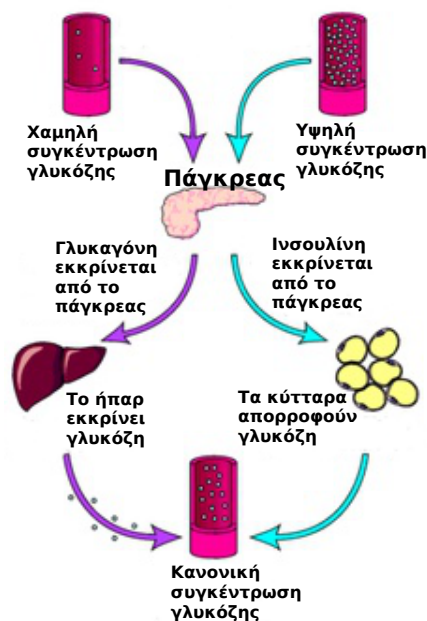 Χαμηλή
συγκέντρωση
γλυκόζης
Υψηλή
συγκέντρωση
γλυκόζης
Πάγκρεας
Γλυκαγόνη
εκκρίνεται
από το
πάγκρεας
Ινσουλίνη
εκκρίνεται
από το
πάγκρεας
Το ήπαρ
εκκρίνει
γλυκόζη
Τα κύτταρα
απορροφούν
γλυκόζη
Κανονική
συγκέντρωση
γλυκόζης